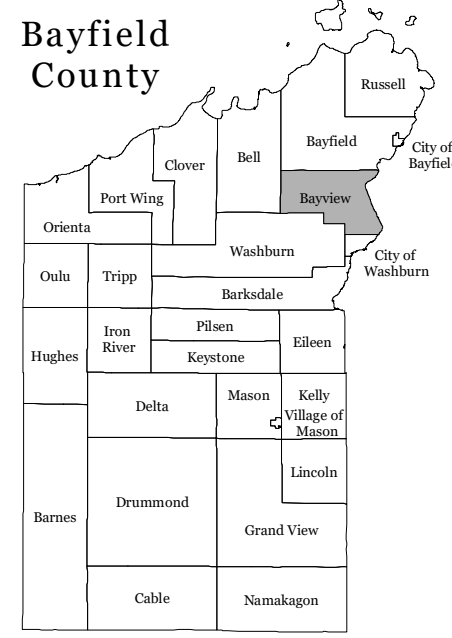 Bayfield
County
Russell
Bayfield
City of
Bayfield
Clover
Bell
Port Wing
Bayview
Orienta
Washburn
City of
Washburn
Oulu
Tripp
Barksdale
Iron
River
Pilsen
Eileen
Keystone
Hughes
Delta
Mason
Kelly
Village of
Mason
Lincoln
Drummond
Barnes
Grand View
Cable
Namakagon